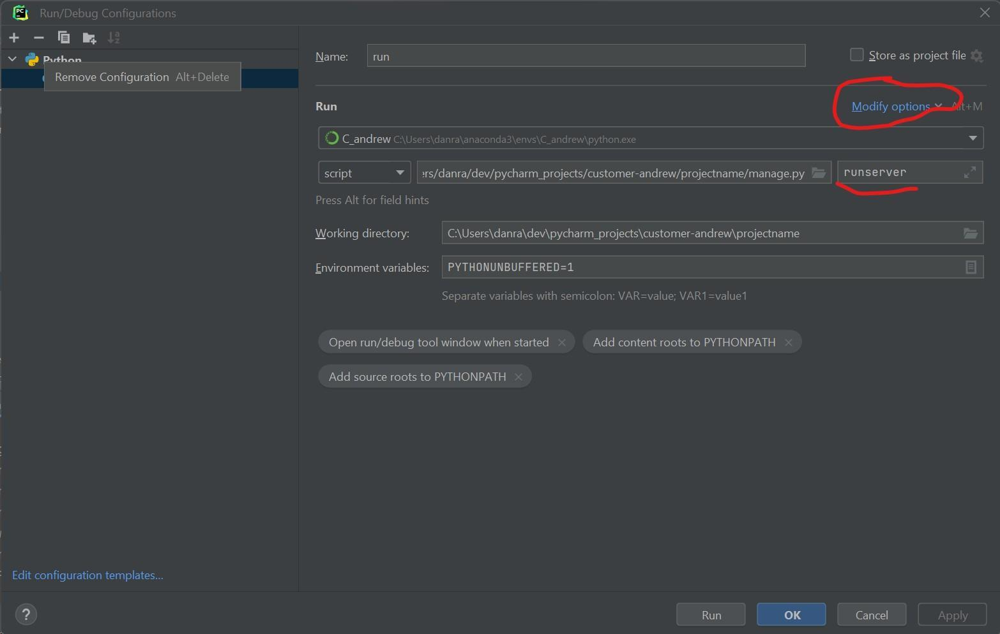 PC
Run/Debug Configurations
Python
Remove Configuration Alt+Delete
Name: run
Store as project file
Run
Modify options Alt+M
C_andrew C:\Users\danra\anaconda3\envs\C_andrew\python.exe
script
ers/danra/dev/pycharm_projects/customer-andrew/projectname/manage.py
runserver
Press Alt for field hints
Working directory: C:\Users\danra\dev\pycharm_projects\customer-andrew\projectname
Environment variables: PYTHONUNBUFFERED=1
Separate variables with semicolon: VAR=value; VAR1=value1
Open run/debug tool window when started
Add content roots to PYTHONPATH
Add source roots to PYTHONPATH
Edit configuration templates...
?
Run
OK
Cancel
Apply